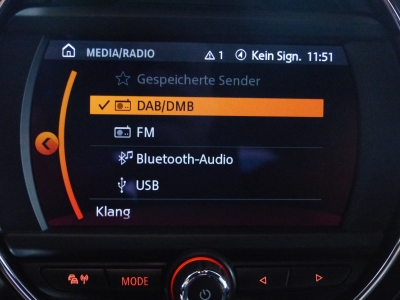 MEDIA/RADIO 1 Kein Sign. 11:51
Gespeicherte Sender
DAB/DMB
FM
Bluetooth-Audio
USB
Klang
MODE